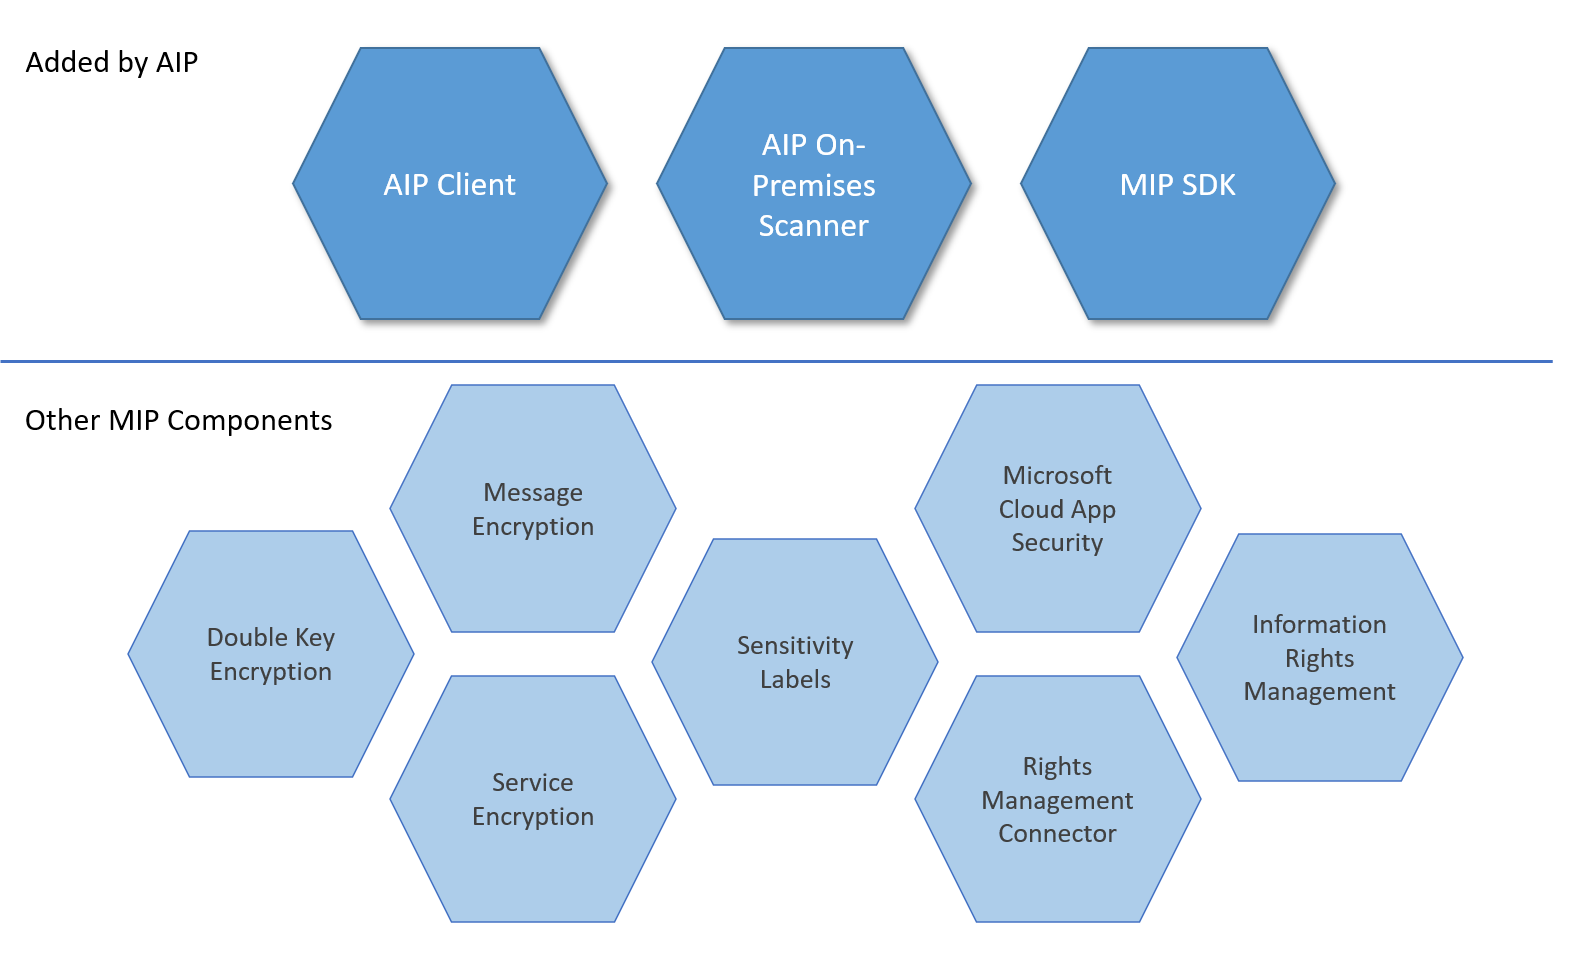 Added by AIP
AIP Client
AIP On-
Premises
Scanner
MIP SDK
Other MIP Components
Message
Encryption
Microsoft
Cloud App
Security
Double Key
Encryption
Sensitivity
Labels
Information
Rights
Management
Service
Encryption
Rights
Management
Connector